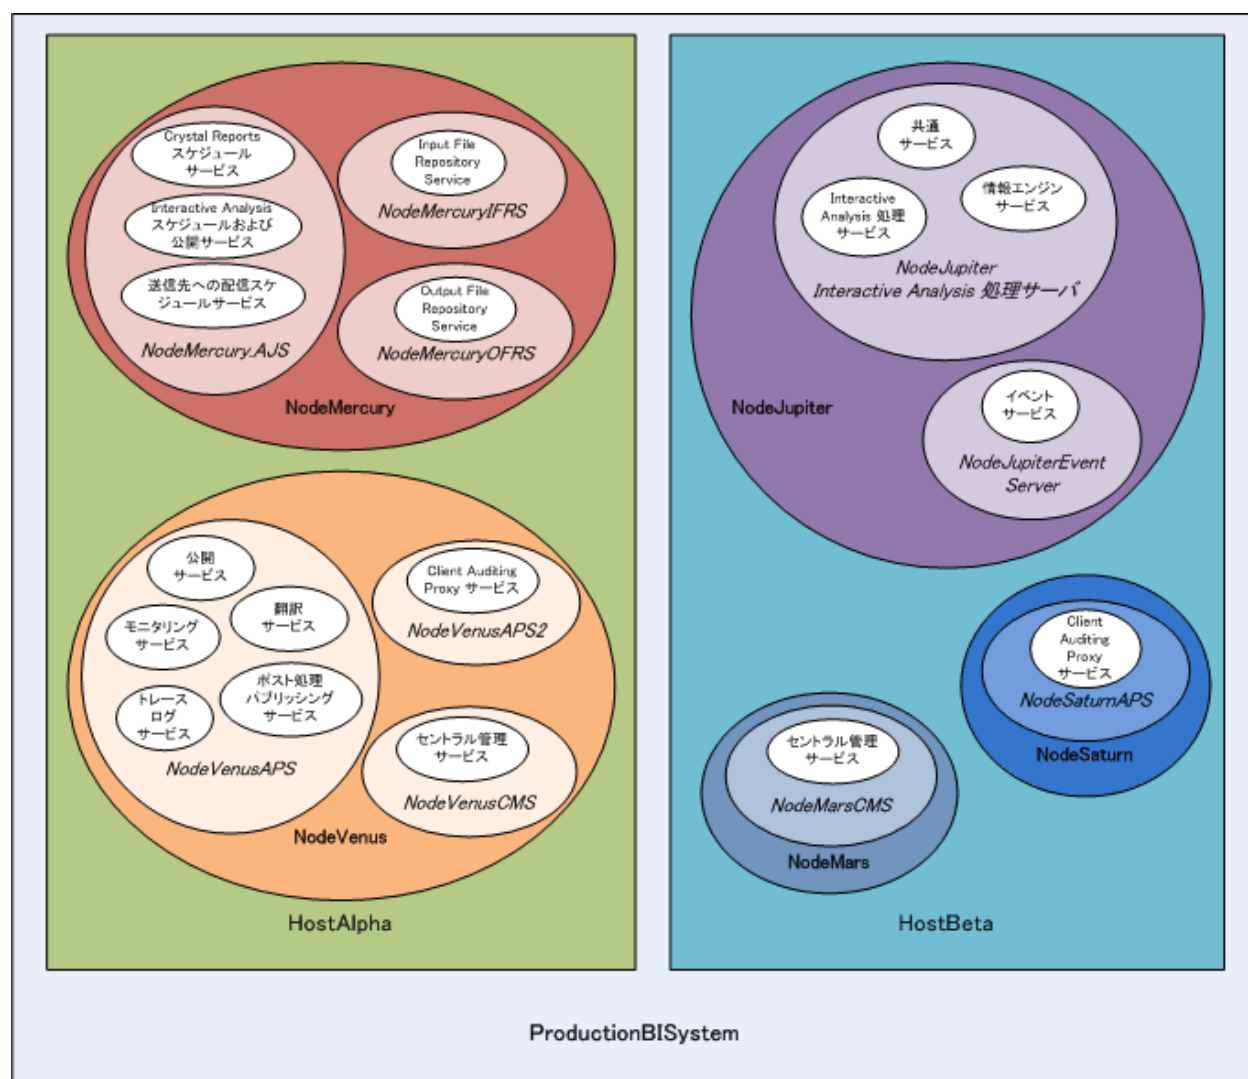 Crystal Reports
スケジュール
サービス
Interactive Analysis
スケジュールおよび
公開サービス
送信先への配信スケ
ジュールサービス
NodeMercury.AJS
Input File
Repository
Service
NodeMercuryIFRS
Output File
Repository
Service
NodeMercuryOFRS
NodeMercury
公開
サービス
モニタリング
サービス
翻訳
サービス
トレース
ログ
サービス
ポスト処理
パブリッシング
サービス
NodeVenusAPS
Client Auditing
Proxy サービス
NodeVenusAPS2
セントラル管理
サービス
NodeVenusCMS
NodeVenus
HostAlpha
共通
サービス
Interactive
Analysis 処理
サービス
情報エンジン
サービス
NodeJupiter
Interactive Analysis 処理サーバ
イベント
サービス
NodeJupiterEvent
Server
NodeJupiter
Client
Auditing
Proxy
サービス
NodeSaturnAPS
NodeSaturn
セントラル管理
サービス
NodeMarsCMS
NodeMars
HostBeta
ProductionBISystem